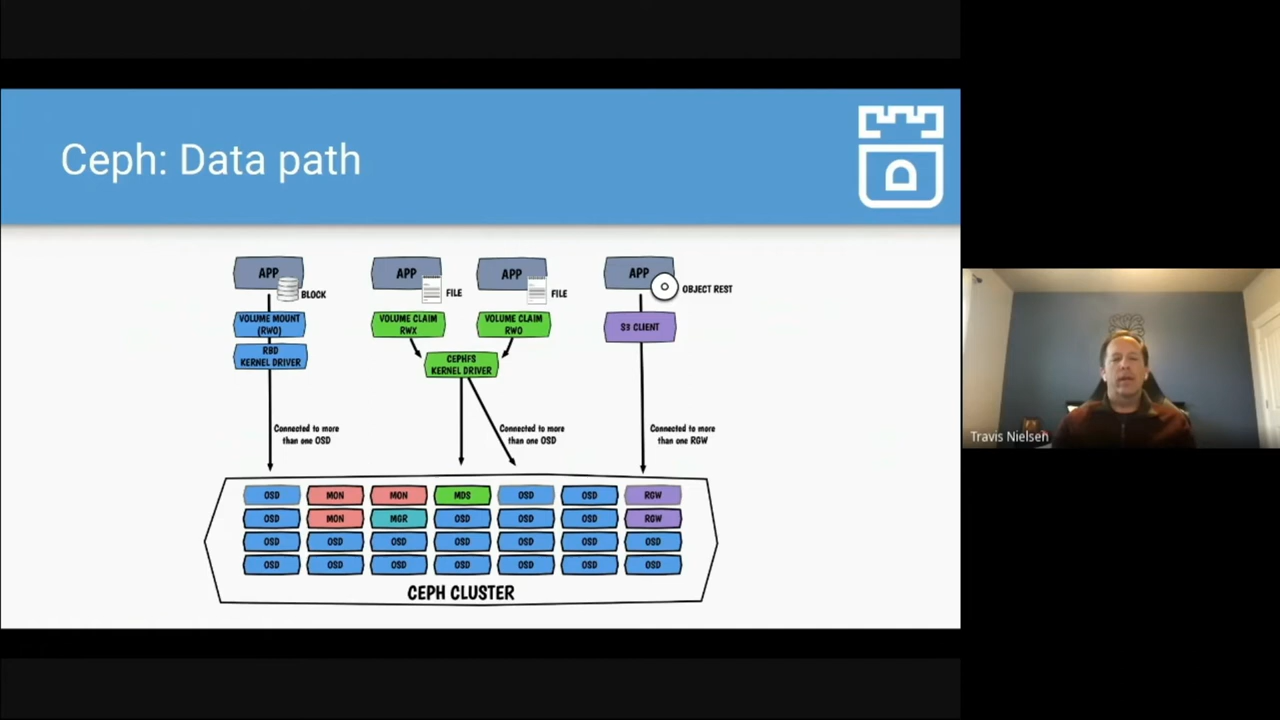 Ceph: Data path
APP
BLOCK
VOLUME MOUNT
(RWO)
RBD
KERNEL DRIVER
Connected to more
than one OSD
APP
FILE
VOLUME CLAIM
RWX
APP
FILE
VOLUME CLAIM
RWO
CEPHFS
KERNEL DRIVER
Connected to more
than one OSD
APP
OBJECT REST
S3 CLIENT
Connected to more
than one RGW
OSD MON MON MDS OSD OSD RGW
OSD MON MGR OSD OSD OSD RGW
OSD OSD OSD OSD OSD OSD OSD
OSD OSD OSD OSD OSD OSD OSD
CEPH CLUSTER
Travis Nielsen